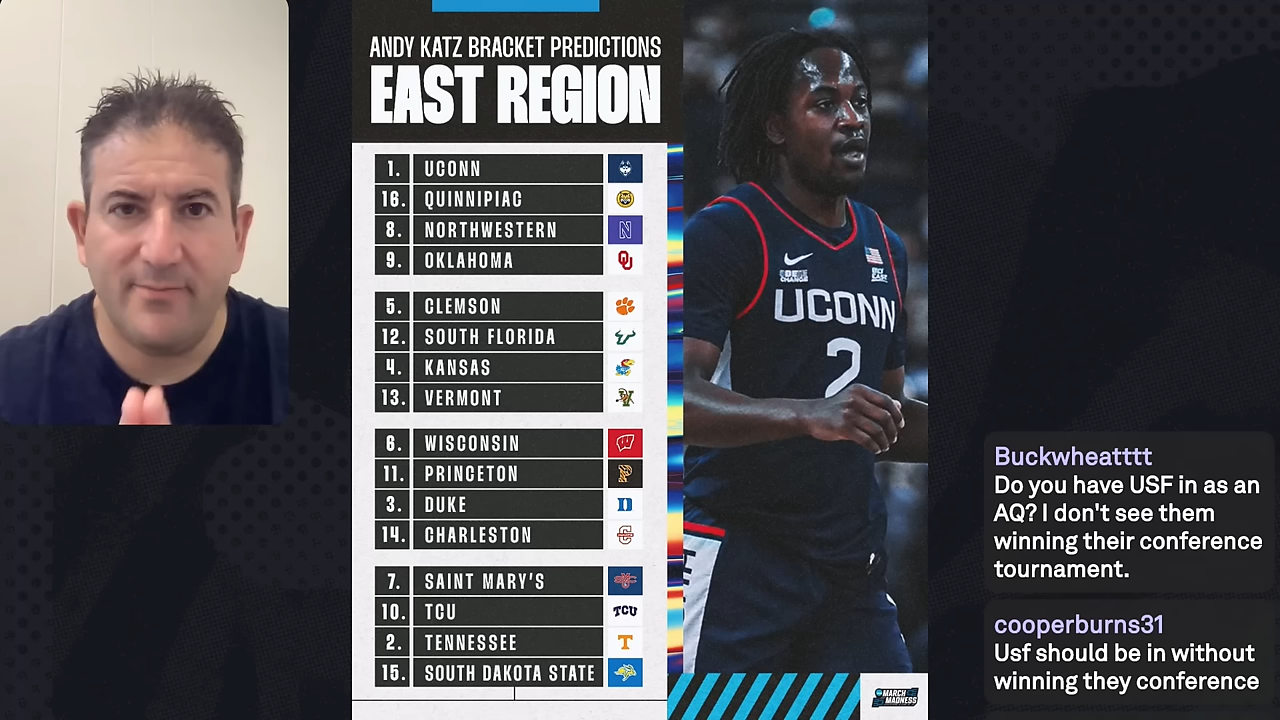 ANDY KATZ BRACKET PREDICTIONS
EAST REGION
1. UCONN
16. QUINNIPIAC
8. NORTHWESTERN
9. OKLAHOMA
5. CLEMSON
12. SOUTH FLORIDA
4. KANSAS
13. VERMONT
6. WISCONSIN
11. PRINCETON
3. DUKE
14. CHARLESTON
7. SAINT MARY'S
10. TCU
TCU
2. TENNESSEE
15. SOUTH DAKOTA STATE
UCONN
2
MARCH
MADNESS
Buckwheatttt
Do you have USF in as an
AQ? I don't see them
winning their conference
tournament.
cooperburns31
Usf should be in without
winning they conference